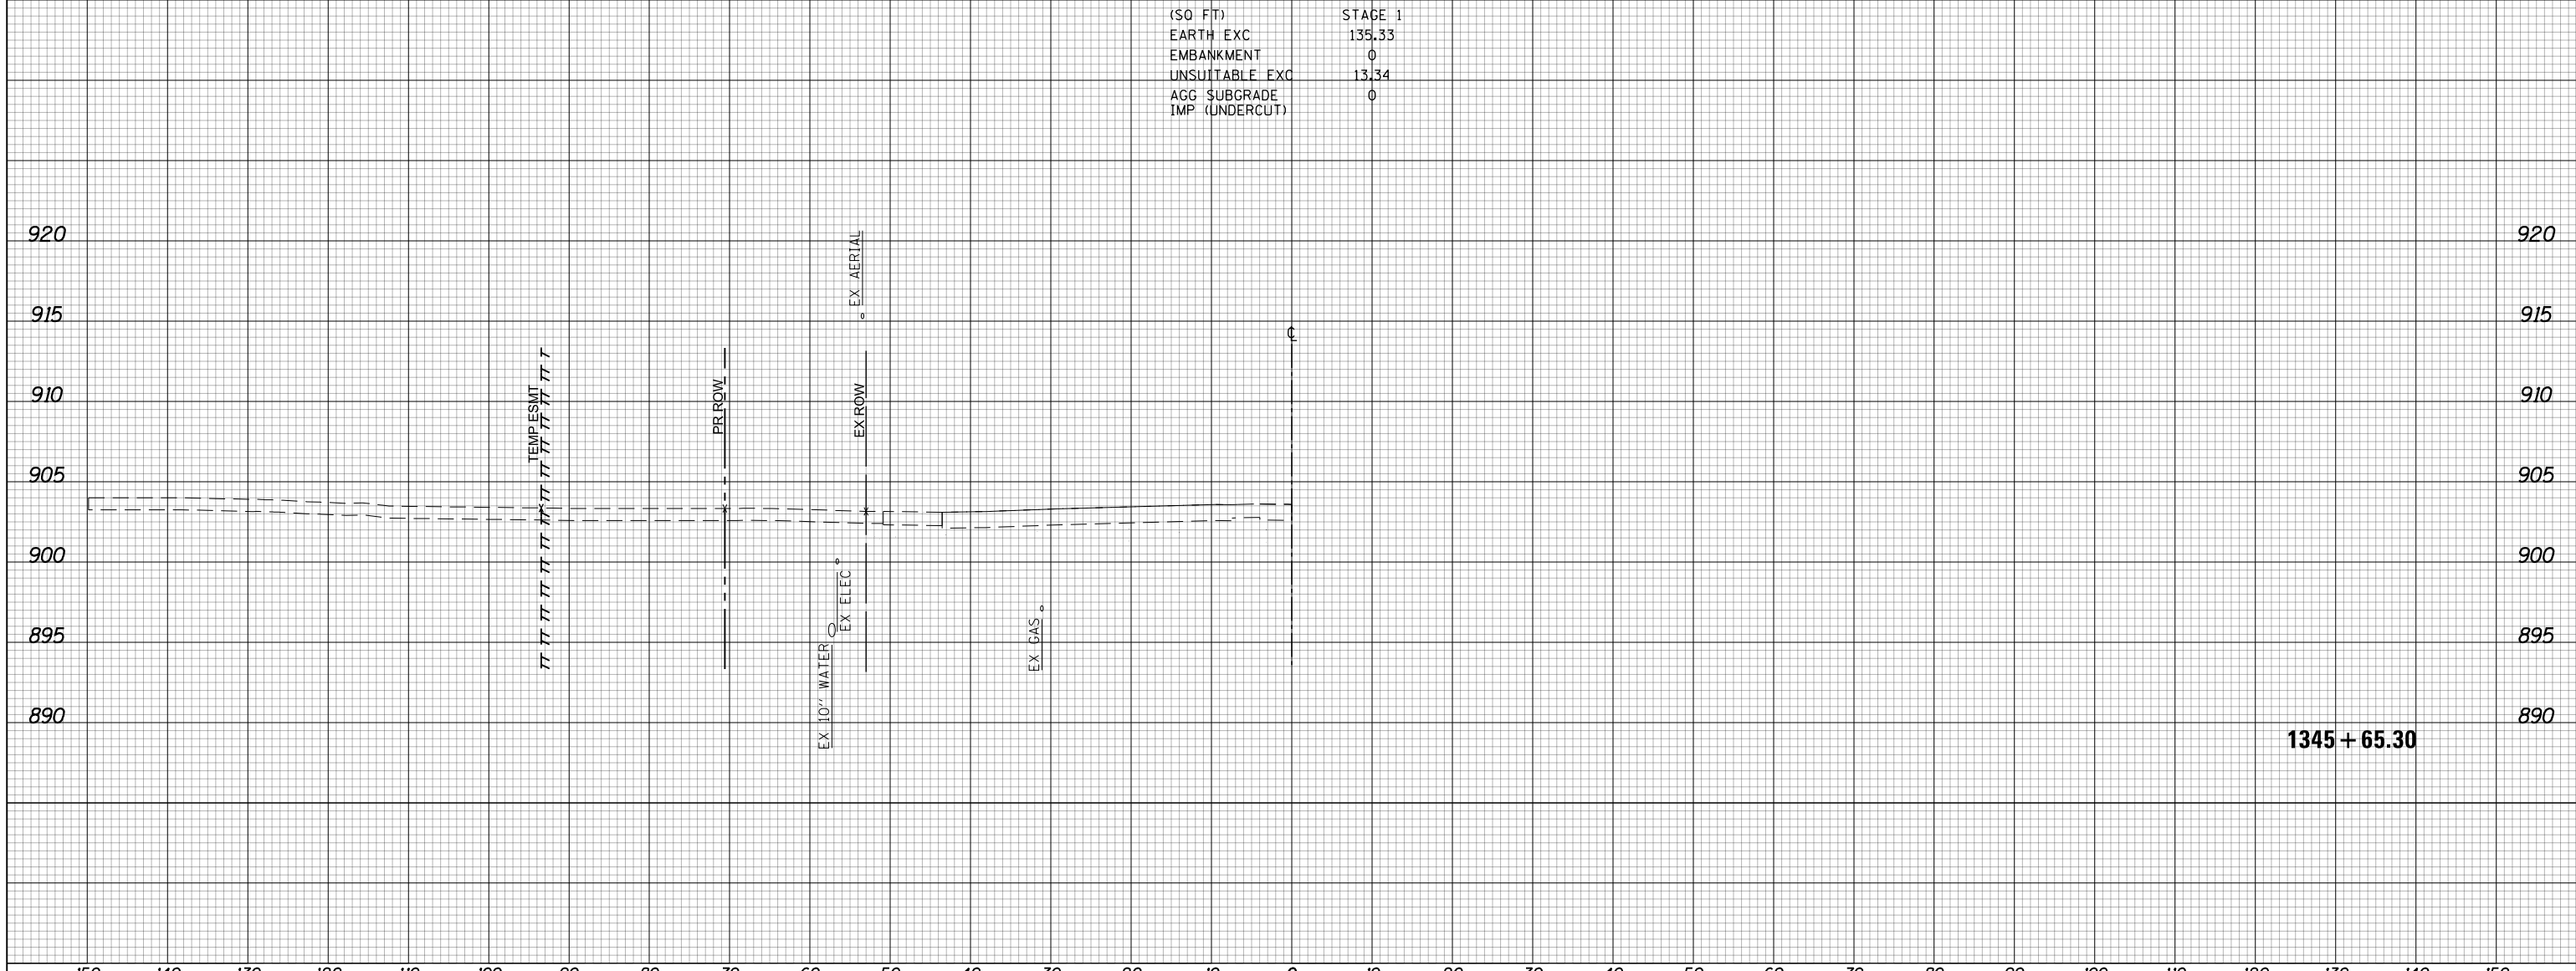 (SQ FT) STAGE 1
EARTH EXC 135.33
EMBANKMENT 0
UNSUITABLE EXC 13.34
AGG SUBGRADE 0
IMP (UNDERCUT)
920 920
EX AERIAL
915 915
℄
910 910
TEMP ESMT
PR ROW
EX ROW
905 905
900 900
EX ELEC
895 895
EX 10" WATER
EX GAS
890 890
1345+65.30